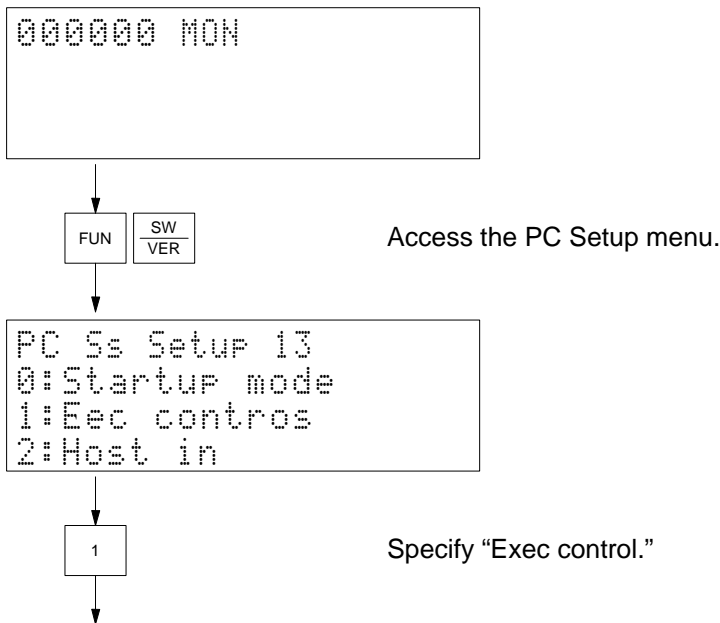 000000 MON
FUN
SW
VER
Access the PC Setup menu.
PC Ss Setup 13
0:Startup mode
1:Eec contros
2:Host in
1
Specify “Exec control.”